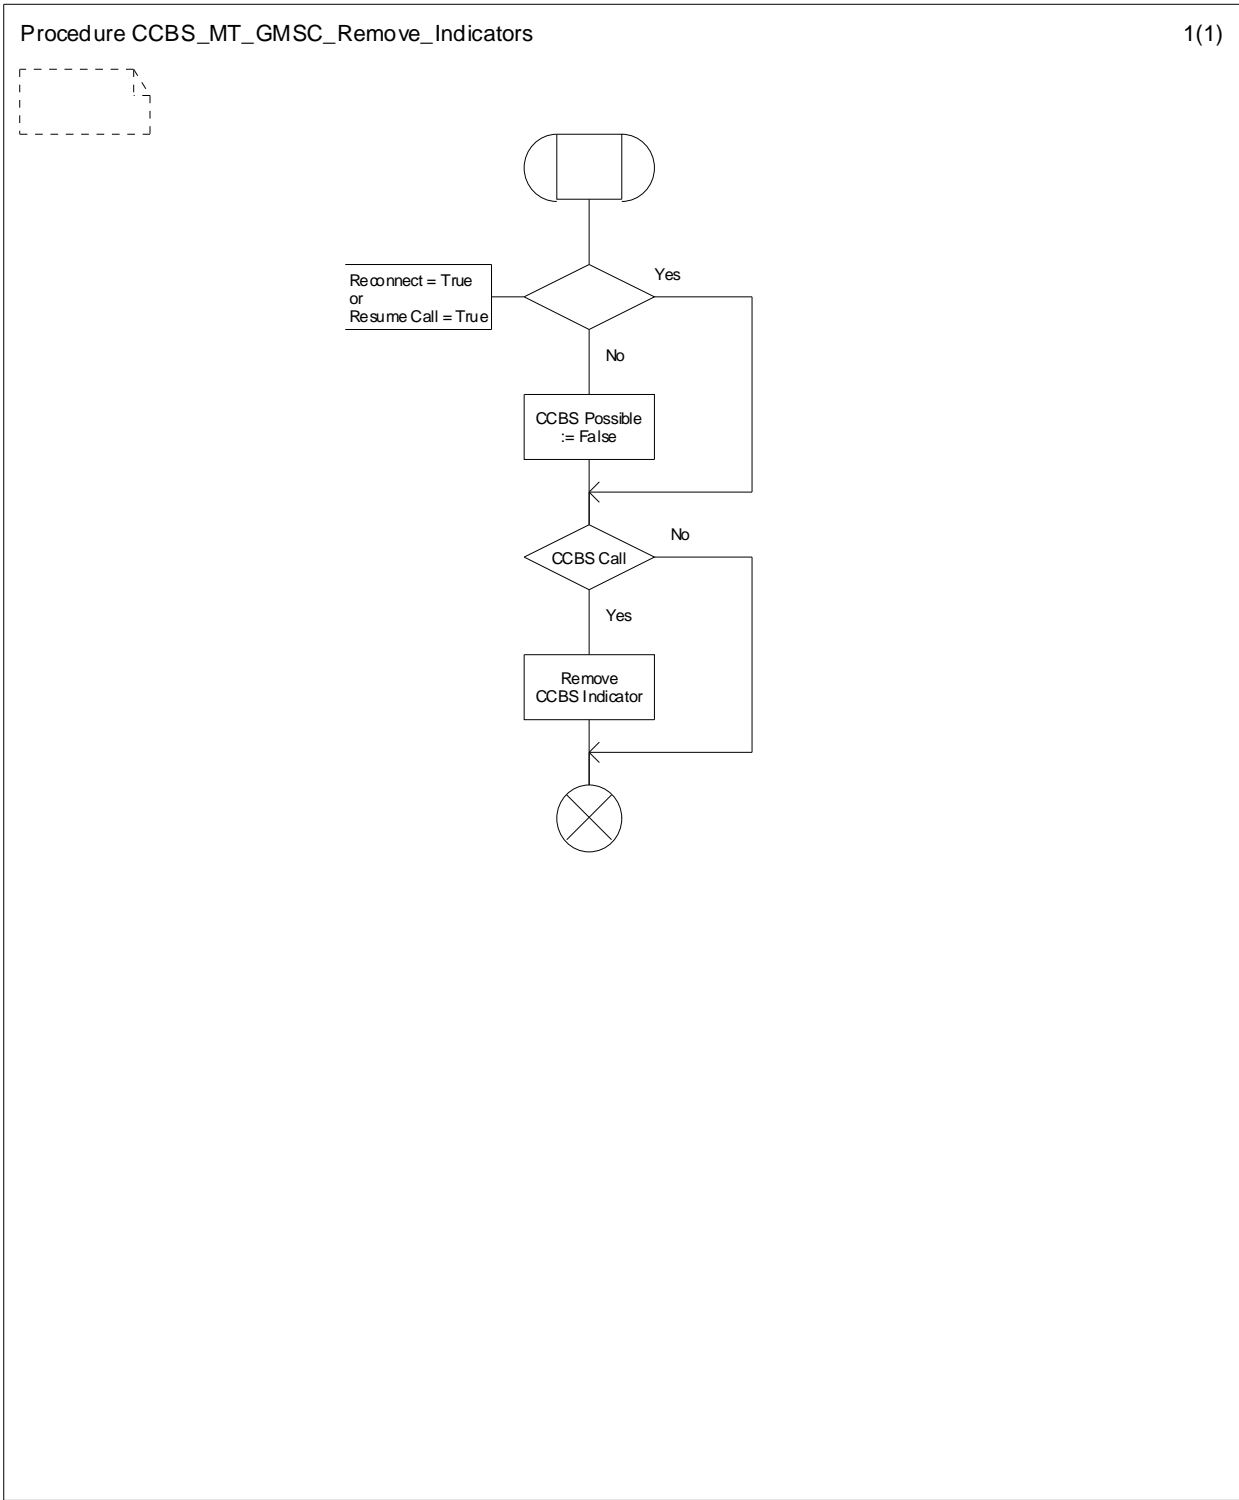 Procedure CCBS_MT_GMSC_Remove_Indicators
1(1)
Reconnect = True
or
Resume Call = True
Yes
No
CCBS Possible
:= False
CCBS Call
No
Yes
Remove
CCBS Indicator